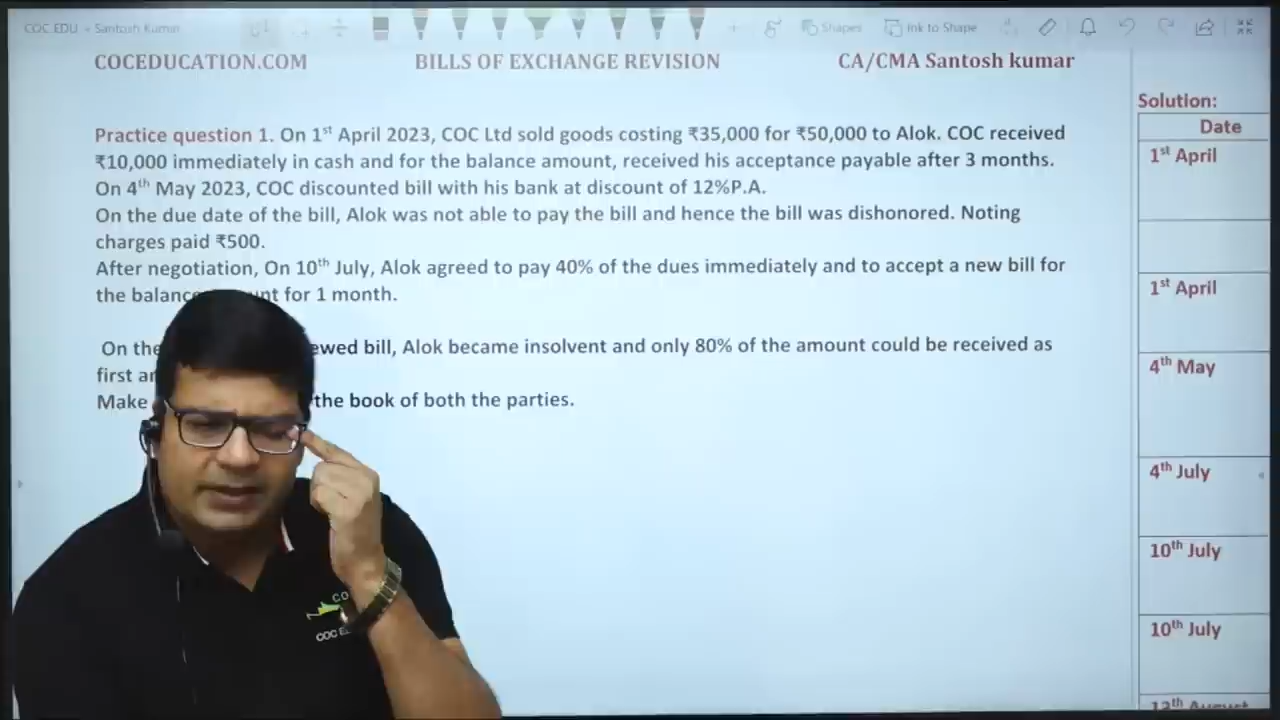 COC.EDU - Santosh Kumar
Shapes
Ink to Shape
COCEDUCATION.COM
BILLS OF EXCHANGE REVISION
CA/CMA Santosh kumar
Practice question 1. On 1st April 2023, COC Ltd sold goods costing ₹35,000 for ₹50,000 to Alok. COC received
₹10,000 immediately in cash and for the balance amount, received his acceptance payable after 3 months.
On 4th May 2023, COC discounted bill with his bank at discount of 12%P.A.
On the due date of the bill, Alok was not able to pay the bill and hence the bill was dishonored. Noting
charges paid ₹500.
After negotiation, On 10th July, Alok agreed to pay 40% of the dues immediately and to accept a new bill for
the for 1 month.
On the bill, Alok became insolvent and only 80% of the amount could be received as
first
Make the book of both the parties.
Solution:
Date
1st April
1st April
4th May
4th July
10th July
10th July
CO
COC